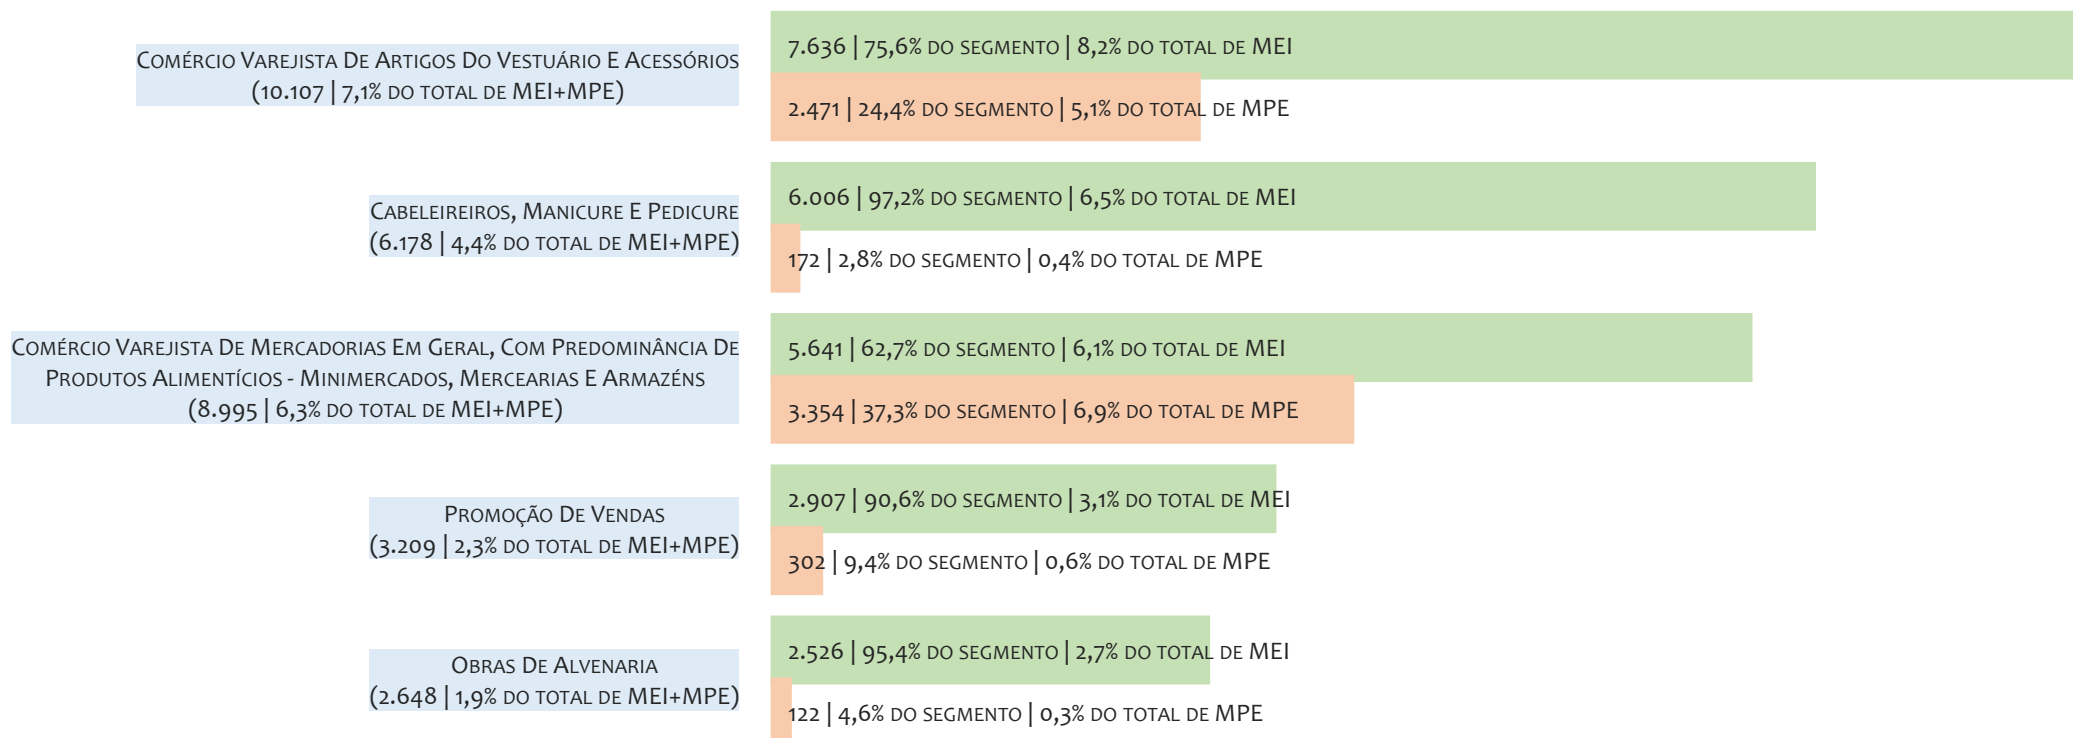 Comércio Varejista De Artigos Do Vestuário E Acessórios
(10.107 | 7,1% do total de MEI+MPE)
7.636 | 75,6% do segmento | 8,2% do total de MEI
2.471 | 24,4% do segmento | 5,1% do total de MPE
Cabeleireiros, Manicure E Pedicure
(6.178 | 4,4% do total de MEI+MPE)
6.006 | 97,2% do segmento | 6,5% do total de MEI
172 | 2,8% do segmento | 0,4% do total de MPE
Comércio Varejista De Mercadorias Em Geral, Com Predominância De
Produtos Alimentícios - Minimercados, Mercearias E Armazéns
(8.995 | 6,3% do total de MEI+MPE)
5.641 | 62,7% do segmento | 6,1% do total de MEI
3.354 | 37,3% do segmento | 6,9% do total de MPE
Promoção De Vendas
(3.209 | 2,3% do total de MEI+MPE)
2.907 | 90,6% do segmento | 3,1% do total de MEI
302 | 9,4% do segmento | 0,6% do total de MPE
Obras De Alvenaria
(2.648 | 1,9% do total de MEI+MPE)
2.526 | 95,4% do segmento | 2,7% do total de MEI
122 | 4,6% do segmento | 0,3% do total de MPE